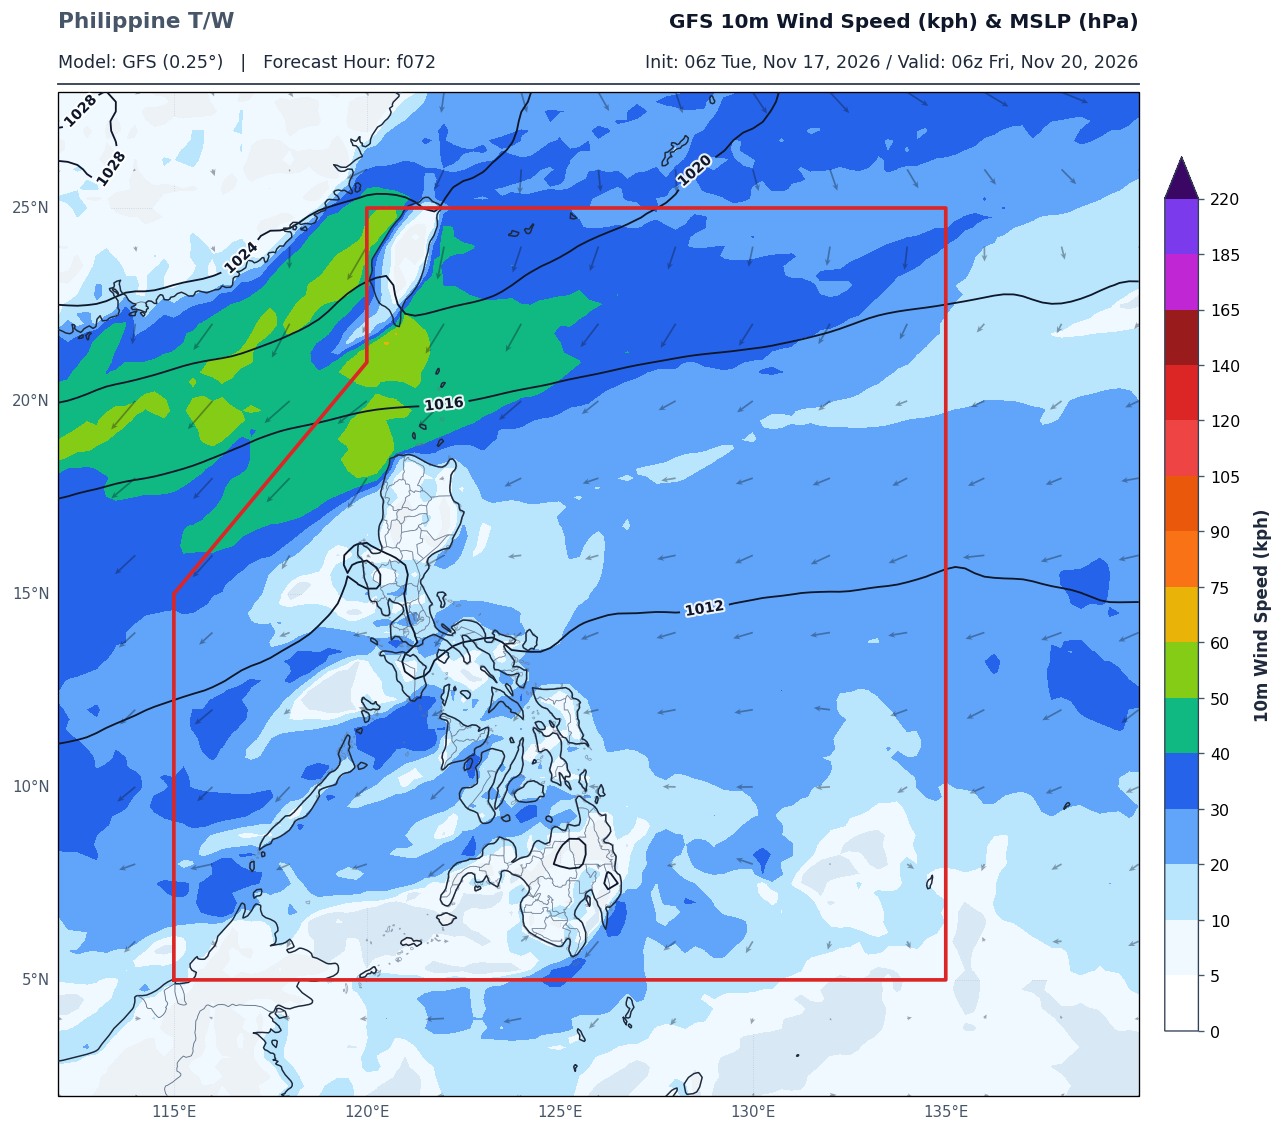 Philippine T/W
GFS 10m Wind Speed (kph) & MSLP (hPa)
Model: GFS (0.25°)   |   Forecast Hour: f072
Init: 06z Tue, Nov 17, 2026 / Valid: 06z Fri, Nov 20, 2026
1028
1028
1020
1024
1016
1012
25°N
20°N
15°N
10°N
5°N
115°E
120°E
125°E
130°E
135°E
220
185
165
140
120
105
90
75
60
50
40
30
20
10
5
0
10m Wind Speed (kph)